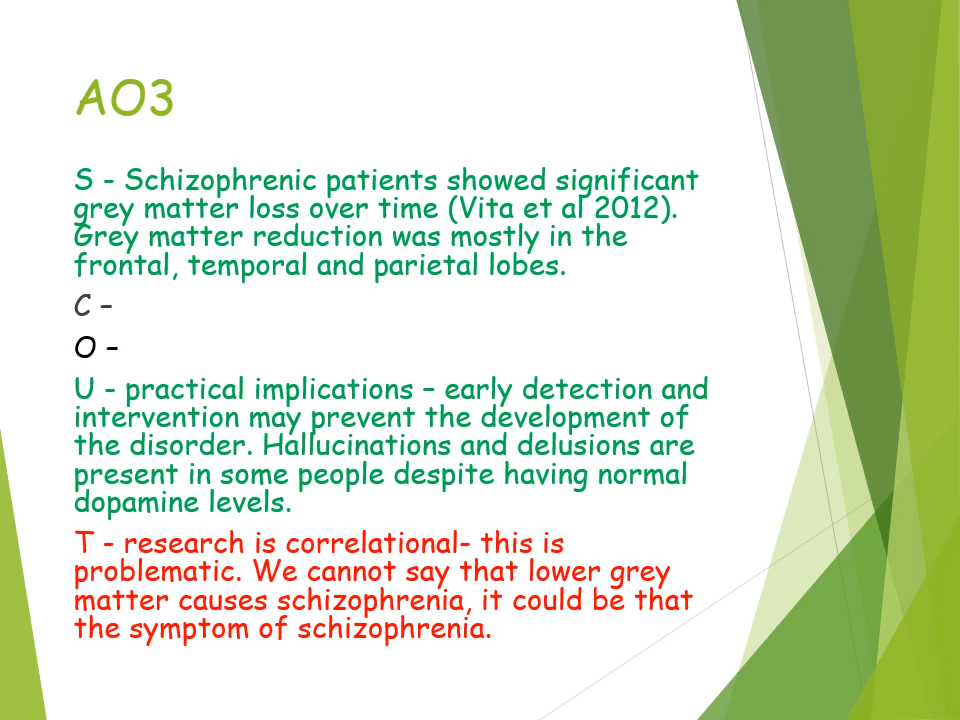 AO3
S - Schizophrenic patients showed significant
grey matter loss over time (Vita et al 2012).
Grey matter reduction was mostly in the
frontal, temporal and parietal lobes.
C –
O –
U - practical implications – early detection and
intervention may prevent the development of
the disorder. Hallucinations and delusions are
present in some people despite having normal
dopamine levels.
T - research is correlational- this is
problematic. We cannot say that lower grey
matter causes schizophrenia, it could be that
the symptom of schizophrenia.